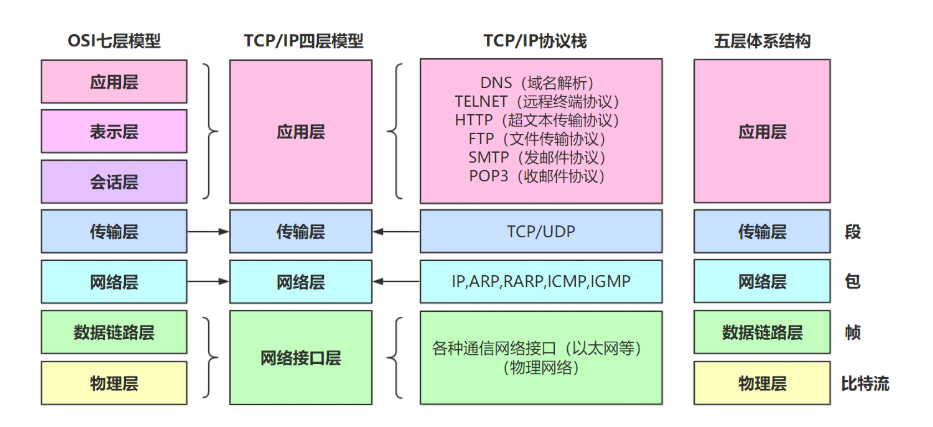 OSI七层模型
TCP/IP四层模型
TCP/IP协议栈
五层体系结构
应用层
表示层
会话层
传输层
网络层
数据链路层
物理层
应用层
传输层
网络层
网络接口层
DNS（域名解析）
TELNET（远程终端协议）
HTTP（超文本传输协议）
FTP（文件传输协议）
SMTP（发邮件协议）
POP3（收邮件协议）
TCP/UDP
IP,ARP,RARP,ICMP,IGMP
各种通信网络接口（以太网等）
（物理网络）
应用层
传输层
段
网络层
包
数据链路层
帧
物理层
比特流